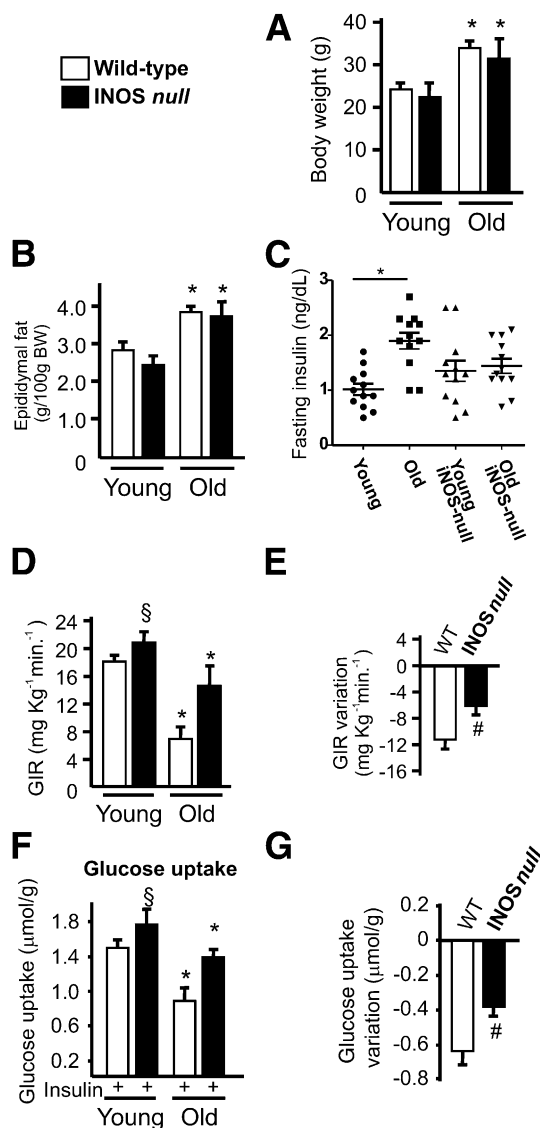 A
Wild-type
INOS null
Body weight (g)
40
30
20
10
0
* *
Young Old
B
Epididymal fat
(g/100g BW)
4.0
3.0
2.0
1.0
0
* *
Young Old
C
Fasting insulin (ng/dL)
3
2
1
0
*
Young
Old
Young
iNOS-null
Old
iNOS-null
D
GIR (mg Kg-1min.-1)
24
20
16
12
8
4
0
§
*
*
Young Old
E
WT
INOS null
GIR variation
(mg Kg-1min.-1)
4
0
-4
-8
-12
-16
#
F
Glucose uptake
Glucose uptake (µmol/g)
1.8
1.4
1.0
0.6
0.2
§
*
*
Insulin + + + +
Young Old
G
WT
INOS null
Glucose uptake
variation (µmol/g)
0.2
0
-0.2
-0.4
-0.6
-0.8
#